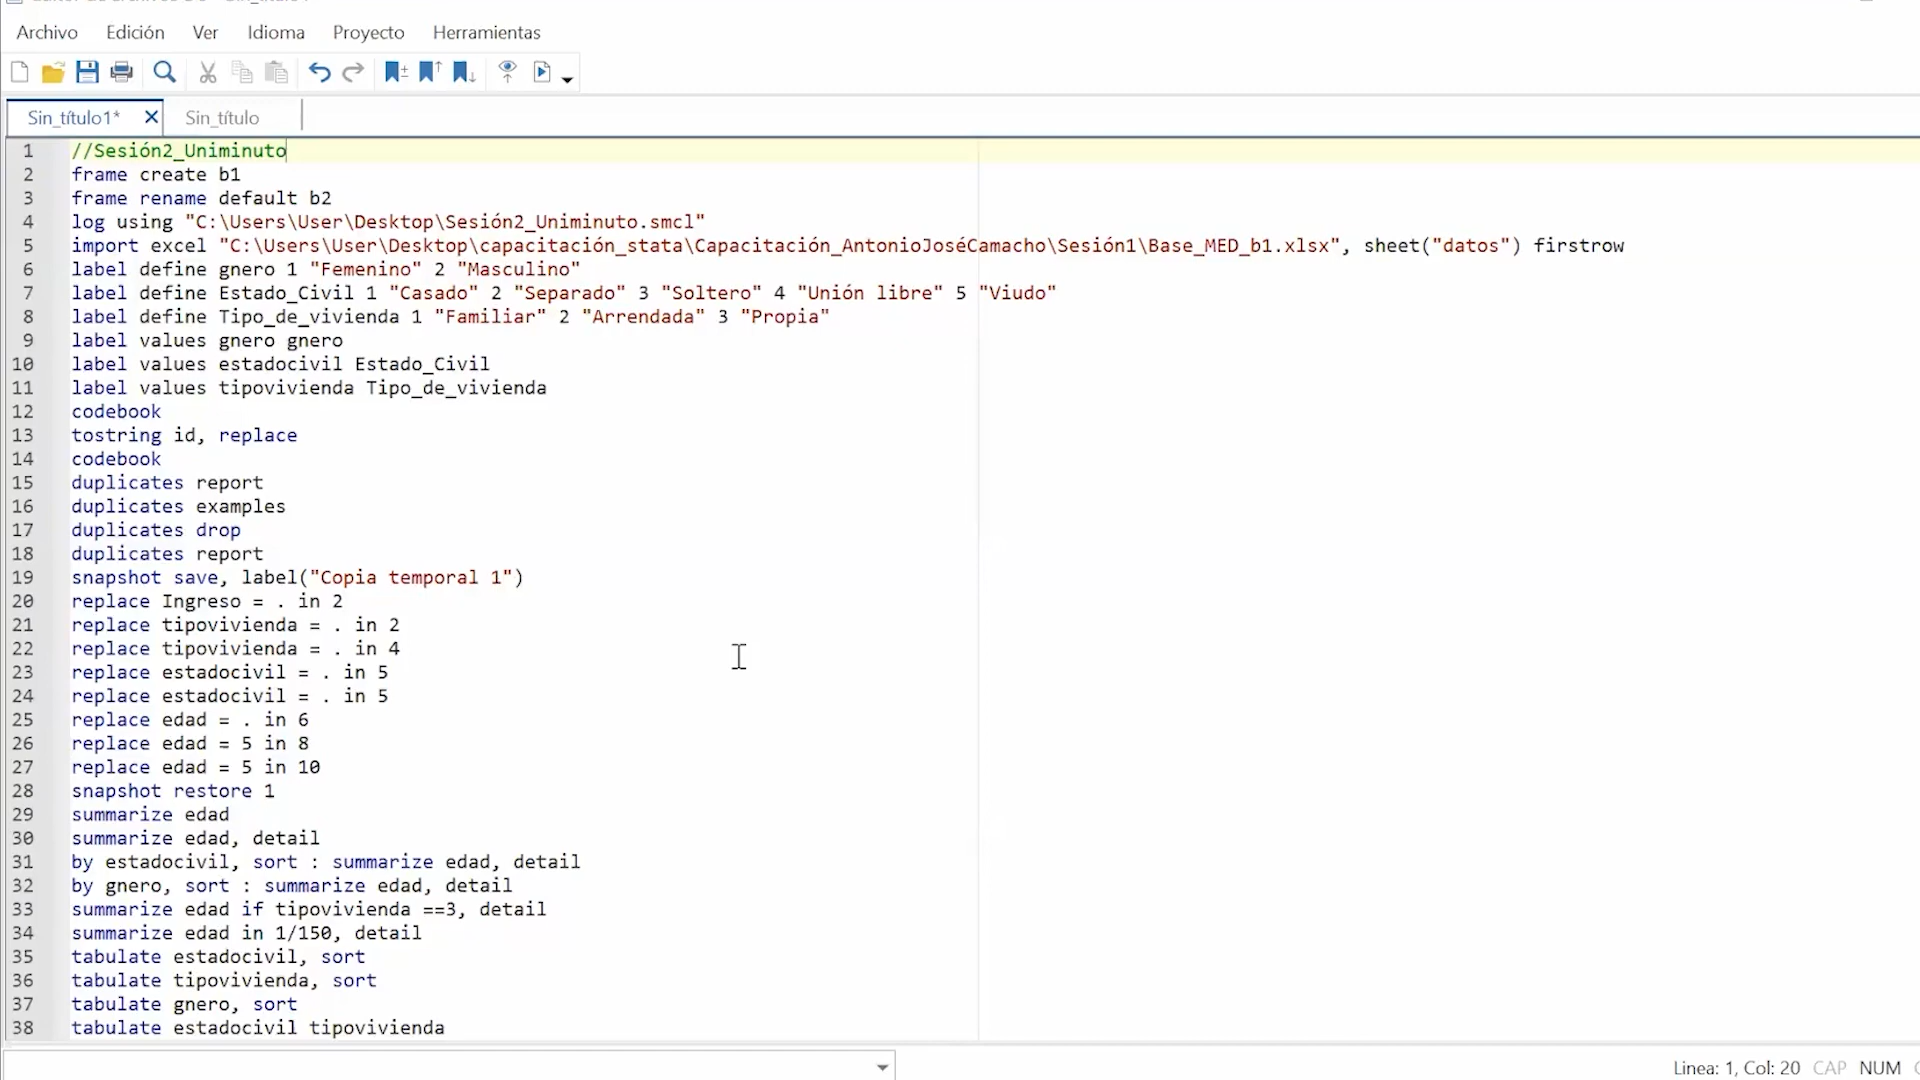 Archivo Edición Ver Idioma Proyecto Herramientas
Sin_título1* Sin_título
1 //Sesión2_Uniminuto
2 frame create b1
3 frame rename default b2
4 log using "C:\Users\User\Desktop\Sesión2_Uniminuto.smcl"
5 import excel "C:\Users\User\Desktop\capacitación_stata\Capacitación_AntonioJoséCamacho\Sesión1\Base_MED_b1.xlsx", sheet("datos") firstrow
6 label define gnero 1 "Femenino" 2 "Masculino"
7 label define Estado_Civil 1 "Casado" 2 "Separado" 3 "Soltero" 4 "Unión libre" 5 "Viudo"
8 label define Tipo_de_vivienda 1 "Familiar" 2 "Arrendada" 3 "Propia"
9 label values gnero gnero
10 label values estadocivil Estado_Civil
11 label values tipovivienda Tipo_de_vivienda
12 codebook
13 tostring id, replace
14 codebook
15 duplicates report
16 duplicates examples
17 duplicates drop
18 duplicates report
19 snapshot save, label("Copia temporal 1")
20 replace Ingreso = . in 2
21 replace tipovivienda = . in 2
22 replace tipovivienda = . in 4
23 replace estadocivil = . in 5
24 replace estadocivil = . in 5
25 replace edad = . in 6
26 replace edad = 5 in 8
27 replace edad = 5 in 10
28 snapshot restore 1
29 summarize edad
30 summarize edad, detail
31 by estadocivil, sort : summarize edad, detail
32 by gnero, sort : summarize edad, detail
33 summarize edad if tipovivienda ==3, detail
34 summarize edad in 1/150, detail
35 tabulate estadocivil, sort
36 tabulate tipovivienda, sort
37 tabulate gnero, sort
38 tabulate estadocivil tipovivienda
Linea: 1, Col: 20 CAP NUM